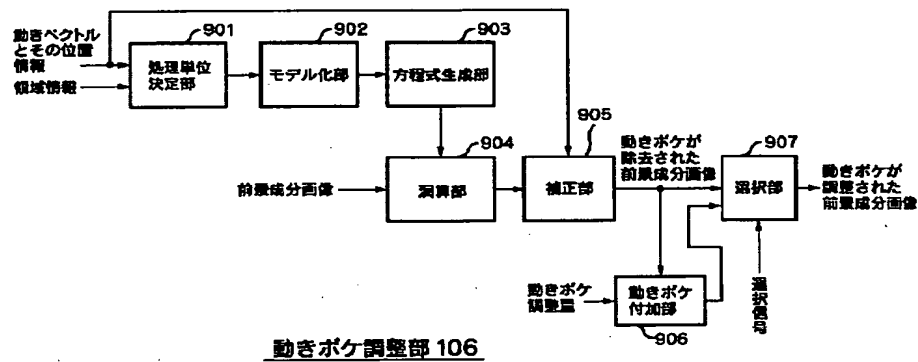 動きベクトル
とその位置
情報
領域情報
901
処理単位
決定部
902
モデル化部
903
方程式生成部
904
前景成分画像
演算部
905
補正部
動きボケが
除去された
前景成分画像
907
選択部
動きボケが
調整された
前景成分画像
動きボケ
調整量
動きボケ
付加部
906
選択信号
動きボケ調整部 106